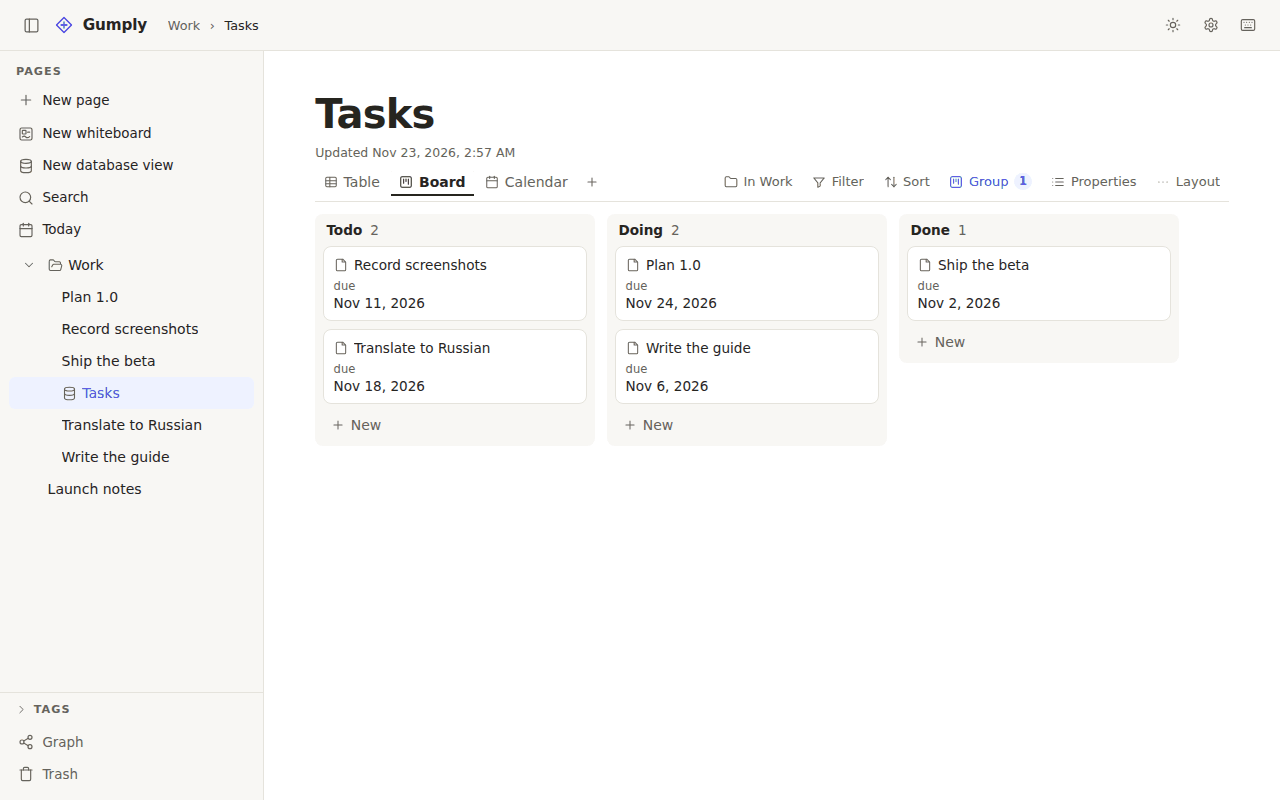 Gumply
Work › Tasks
PAGES
New page
New whiteboard
New database view
Search
Today
Work
Plan 1.0
Record screenshots
Ship the beta
Tasks
Translate to Russian
Write the guide
Launch notes
TAGS
Graph
Trash
Tasks
Updated Nov 23, 2026, 2:57 AM
Table Board Calendar In Work Filter Sort Group 1 Properties Layout
Todo 2
Record screenshots
due
Nov 11, 2026
Translate to Russian
due
Nov 18, 2026
New
Doing 2
Plan 1.0
due
Nov 24, 2026
Write the guide
due
Nov 6, 2026
New
Done 1
Ship the beta
due
Nov 2, 2026
New